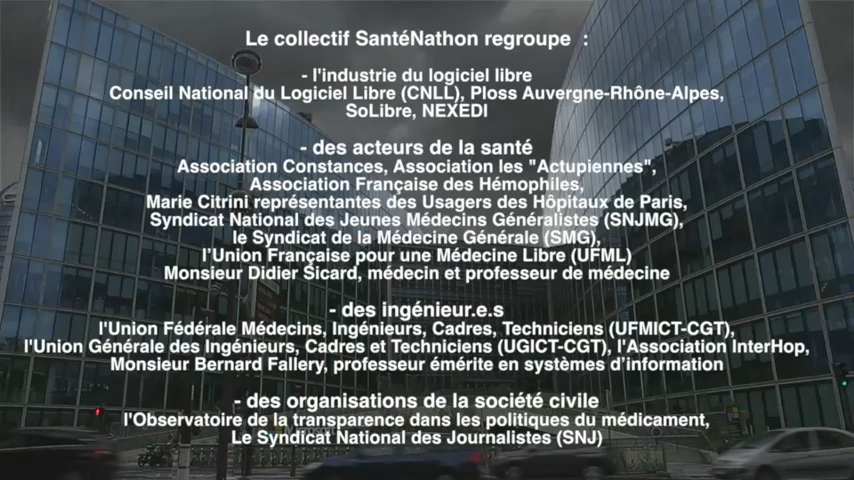 Le collectif SantéNathon regroupe :
- l'industrie du logiciel libre
Conseil National du Logiciel Libre (CNLL), Ploss Auvergne-Rhône-Alpes,
SoLibre, NEXEDI
- des acteurs de la santé
Association Constances, Association les "Actupiennes",
Association Française des Hémophiles,
Marie Citrini représentantes des Usagers des Hôpitaux de Paris,
Syndicat National des Jeunes Médecins Généralistes (SNJMG),
le Syndicat de la Médecine Générale (SMG),
l'Union Française pour une Médecine Libre (UFML)
Monsieur Didier Sicard, médecin et professeur de médecine
- des ingénieur.e.s
l'Union Fédérale Médecins, Ingénieurs, Cadres, Techniciens (UFMICT-CGT),
l'Union Générale des Ingénieurs, Cadres et Techniciens (UGICT-CGT), l'Association InterHop,
Monsieur Bernard Fallery, professeur émérite en systèmes d'information
- des organisations de la société civile
l'Observatoire de la transparence dans les politiques du médicament,
Le Syndicat National des Journalistes (SNJ)